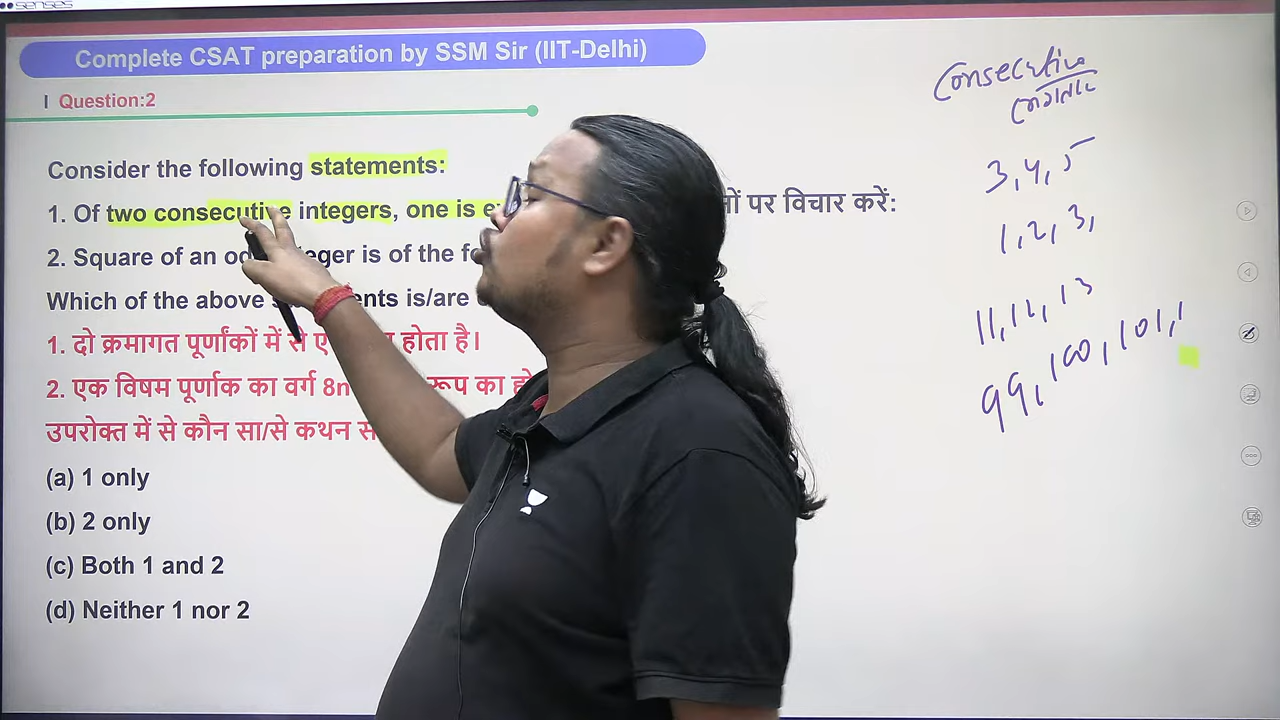 senses
Complete CSAT preparation by SSM Sir (IIT-Delhi)
Question:2
Consider the following statements:
1. Of two consecutive integers, one is
2. Square of an integer is of the
Which of the above is/are
नों पर विचार करें:
1. दो क्रमागत पूर्णांकों में से होता है।
2. एक विषम पूर्णाक का वर्ग 8n रूप का
उपरोक्त में से कौन सा/से कथन
(a) 1 only
(b) 2 only
(c) Both 1 and 2
(d) Neither 1 nor 2
Consecutive
3, 4, 5
1, 2, 3,
11, 12, 13
99, 100, 101, 1